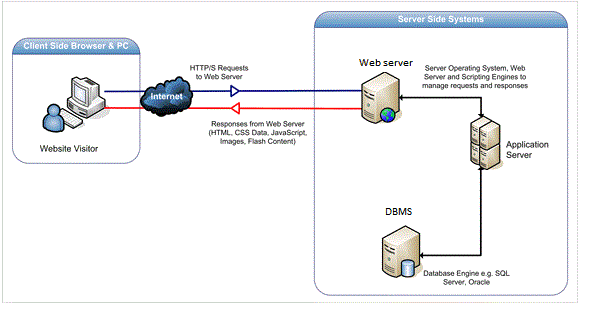 Client Side Browser & PC
Website Visitor
Internet
HTTP/S Requests
to Web Server
Responses from Web Server
(HTML, CSS Data, JavaScript,
Images, Flash Content)
Server Side Systems
Web server
Server Operating System, Web
Server and Scripting Engines to
manage requests and responses
Application
Server
DBMS
Database Engine e.g. SQL
Server, Oracle